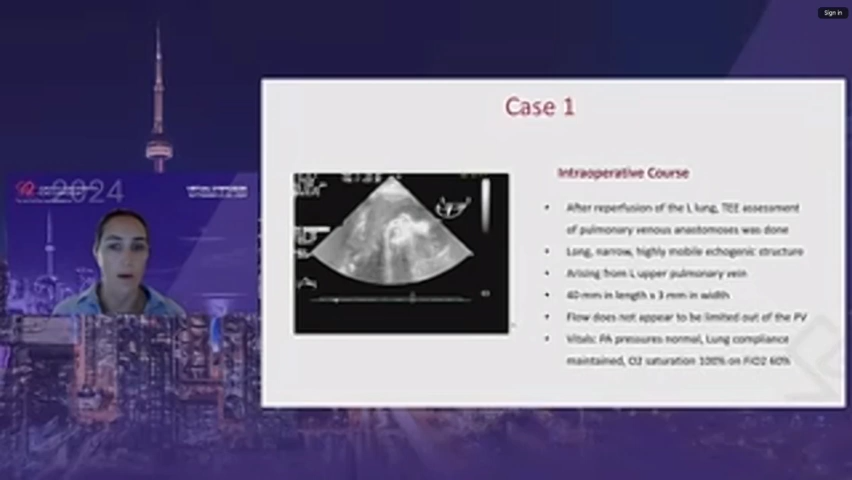 Sign in
Case 1
2024
Intraoperative Course
• After reperfusion of the L lung, TEE assessment
of pulmonary venous anastomoses was done
• Long, narrow, highly mobile echogenic structure
• Arising from L upper pulmonary vein
• 40 mm in length x 3 mm in width
• Flow does not appear to be limited out of the PV
• Vitals: PA pressures normal, Lung compliance
maintained, O2 saturation 100% on FiO2 60%